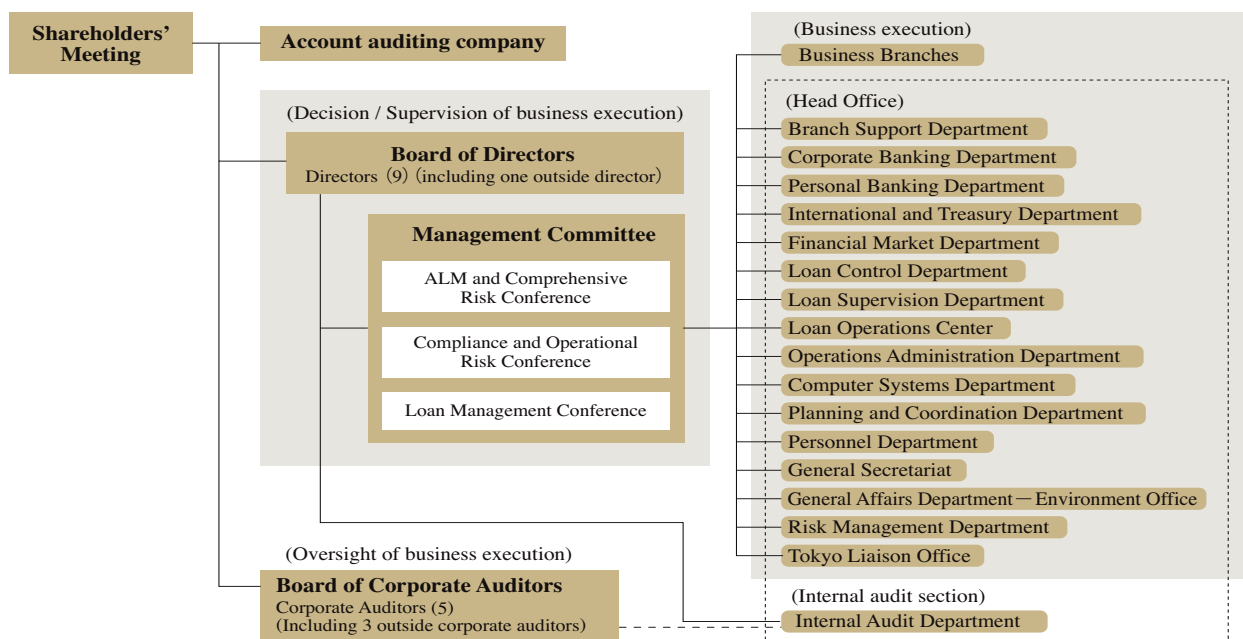 Shareholders'
Meeting
Account auditing company
(Decision / Supervision of business execution)
Board of Directors
Directors (9) (including one outside director)
Management Committee
ALM and Comprehensive
Risk Conference
Compliance and Operational
Risk Conference
Loan Management Conference
(Oversight of business execution)
Board of Corporate Auditors
Corporate Auditors (5)
(Including 3 outside corporate auditors)
(Business execution)
Business Branches
(Head Office)
Branch Support Department
Corporate Banking Department
Personal Banking Department
International and Treasury Department
Financial Market Department
Loan Control Department
Loan Supervision Department
Loan Operations Center
Operations Administration Department
Computer Systems Department
Planning and Coordination Department
Personnel Department
General Secretariat
General Affairs Department—Environment Office
Risk Management Department
Tokyo Liaison Office
(Internal audit section)
Internal Audit Department